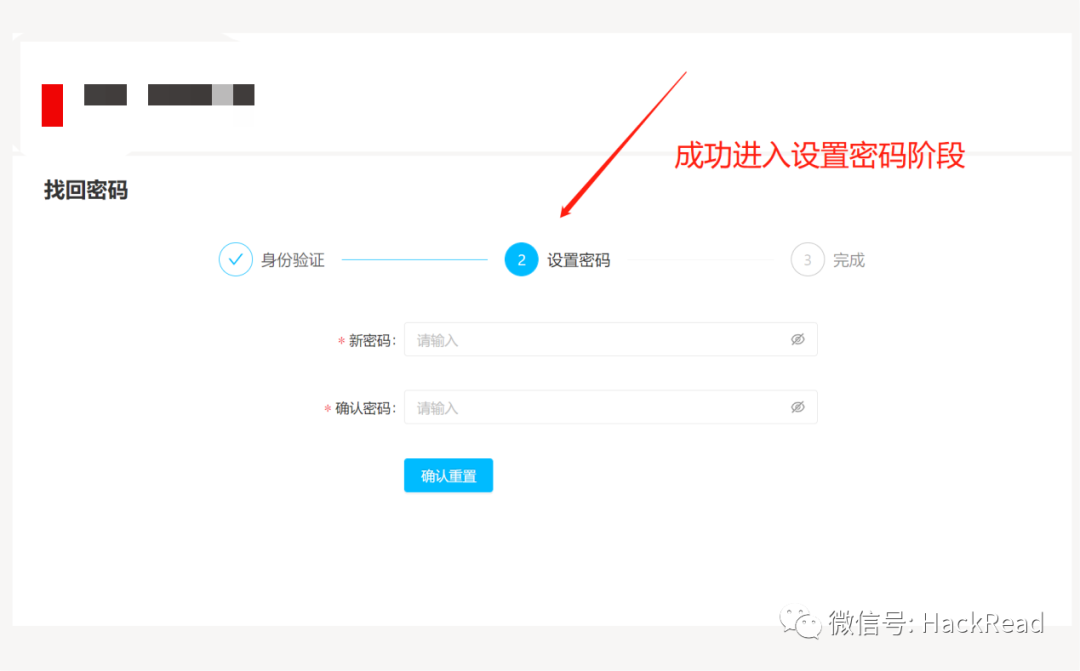 成功进入设置密码阶段
找回密码
身份验证
2 设置密码
3 完成
* 新密码: 请输入
* 确认密码: 请输入
确认重置
微信号: HackRead